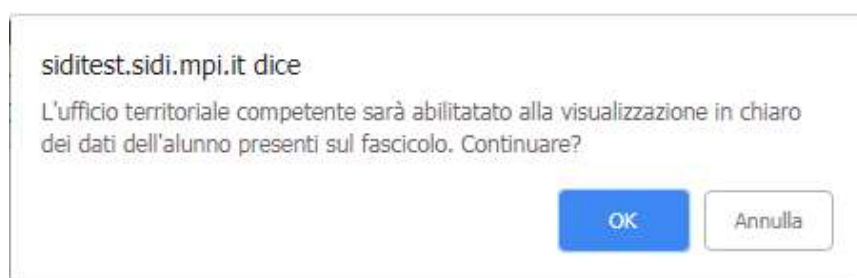 siditest.sidi.mpi.it dice
L'ufficio territoriale competente sarà abilitatato alla visualizzazione in chiaro
dei dati dell'alunno presenti sul fascicolo. Continuare?
OK
Annulla